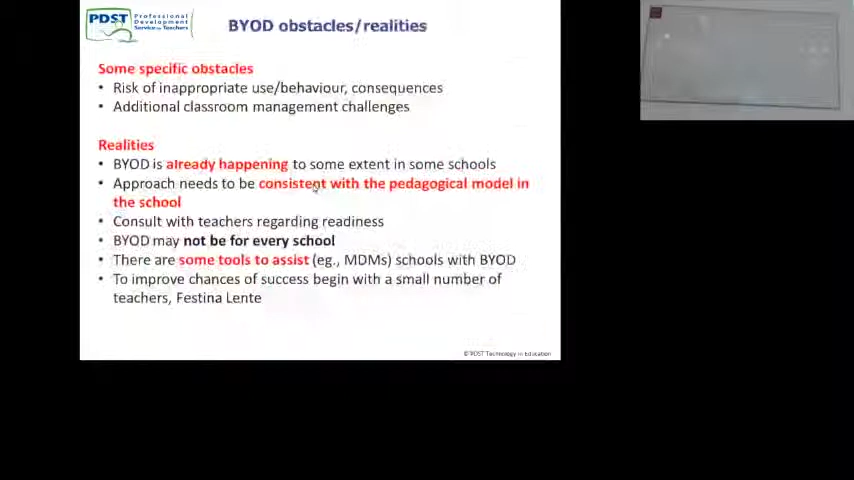 PDST Professional
Development
Service for Teachers
BYOD obstacles/realities
Some specific obstacles
• Risk of inappropriate use/behaviour, consequences
• Additional classroom management challenges
Realities
• BYOD is already happening to some extent in some schools
• Approach needs to be consistent with the pedagogical model in
the school
• Consult with teachers regarding readiness
• BYOD may not be for every school
• There are some tools to assist (eg., MDMs) schools with BYOD
• To improve chances of success begin with a small number of
teachers, Festina Lente
© PDST Technology in Education